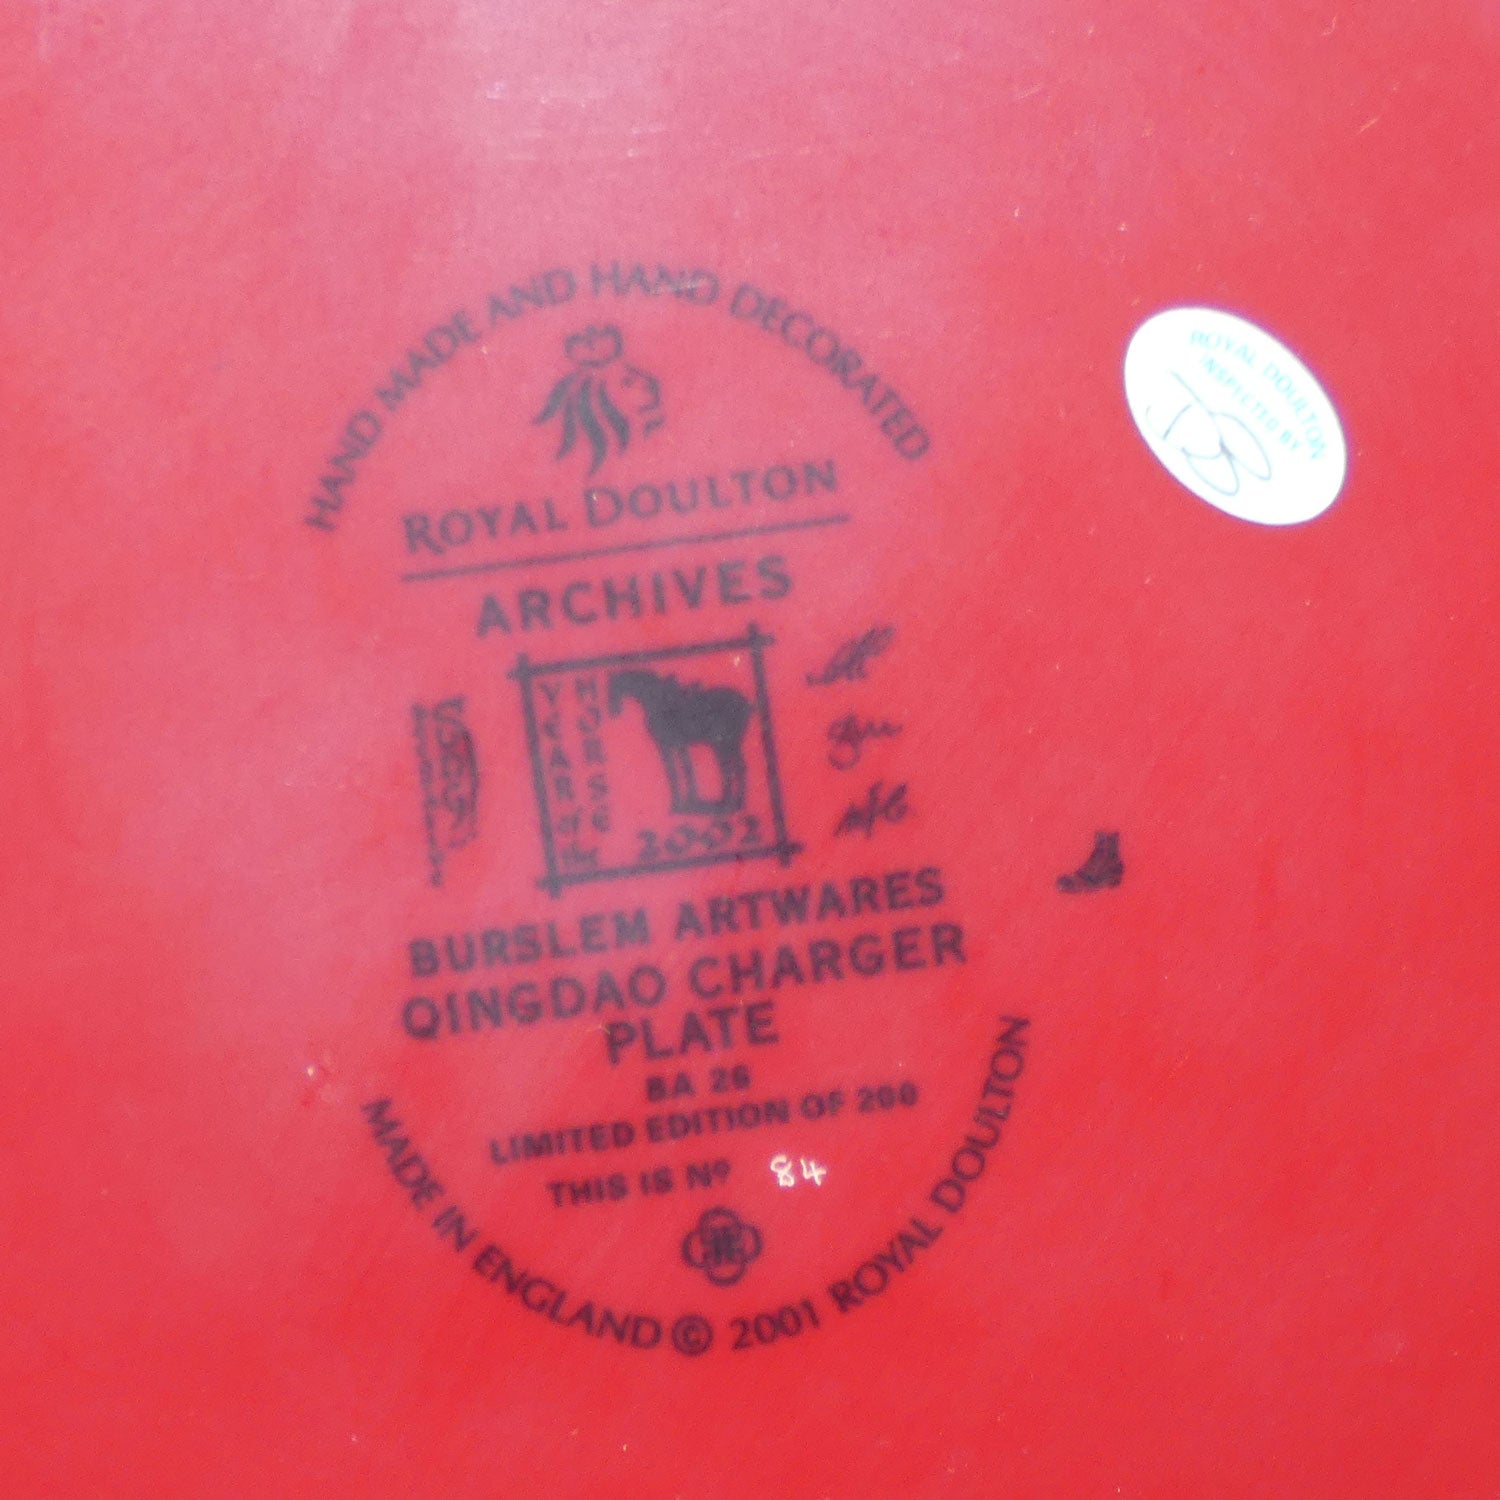 HAND MADE AND HAND DECORATED
ROYAL DOULTON
ARCHIVES
YEAR OF THE
HORSE
2002
BURSLEM ARTWARES
QINGDAO CHARGER
PLATE
BA 26
LIMITED EDITION OF 200
THIS IS Nº 84
MADE IN ENGLAND © 2001 ROYAL DOULTON
ROYAL DOULTON
INSPECTED BY